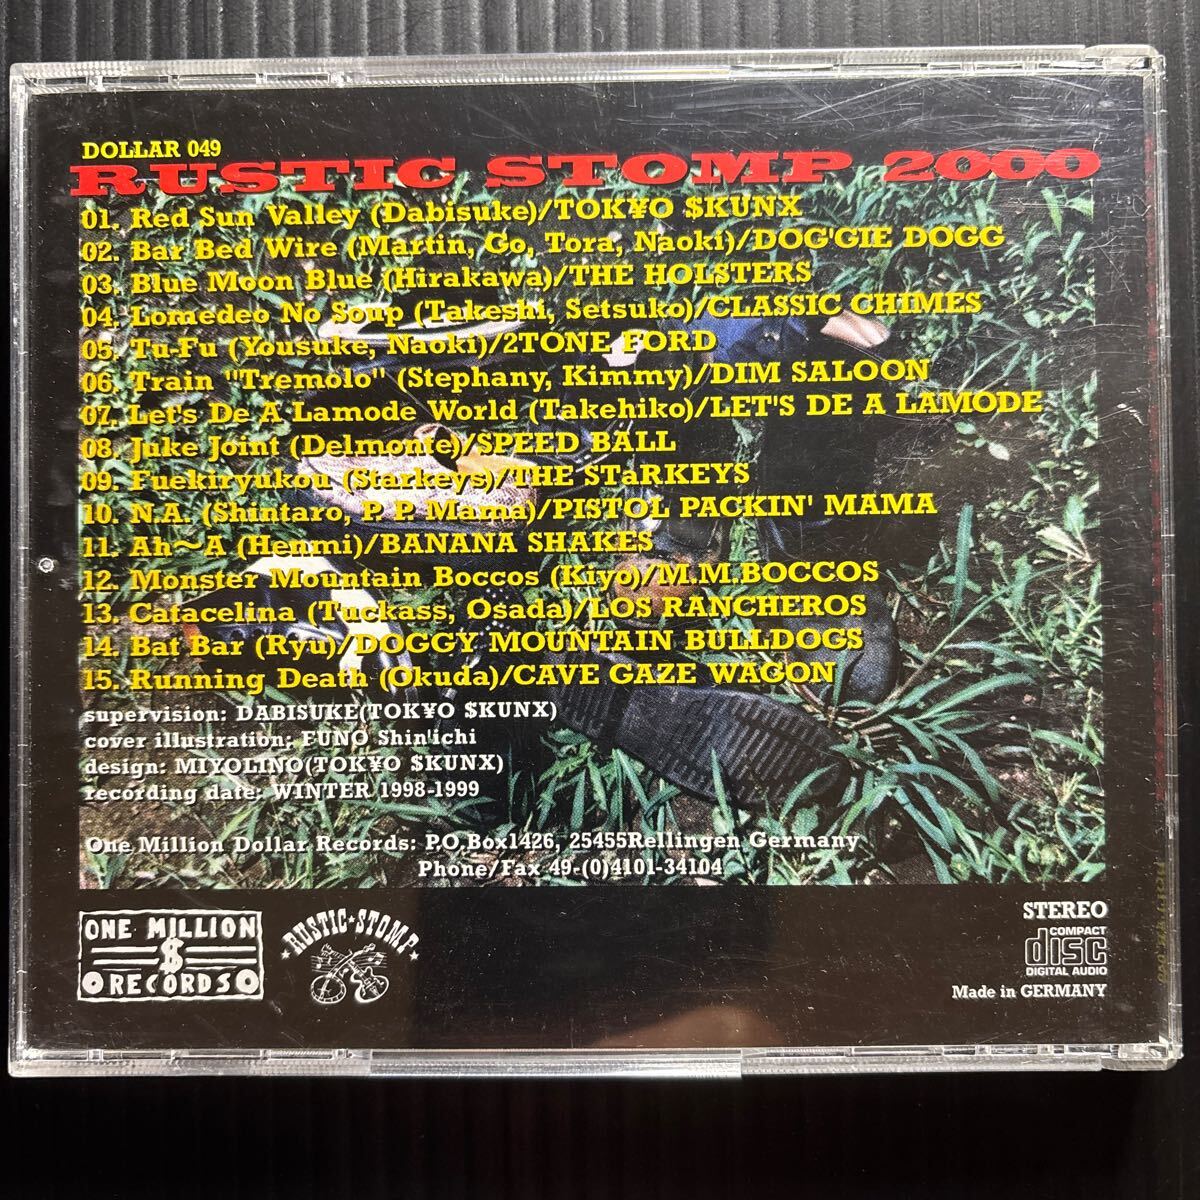 DOLLAR 049
RUSTIC STOMP 2000
01. Red Sun Valley (Dabisuke)/TOK¥O $KUNX
02. Bar Bed Wire (Martin, Go, Tora, Naoki)/DOG'GIE DOGG
03. Blue Moon Blue (Hirakawa)/THE HOLSTERS
04. Lomedeo No Soup (Takeshi, Setsuko)/CLASSIC CHIMES
05. Tu-Fu (Yousuke, Naoki)/2TONE FORD
06. Train "Tremolo" (Stephany, Kimmy)/DIM SALOON
07. Let's De A Lamode World (Takehiko)/LET'S DE A LAMODE
08. Juke Joint (Delmonte)/SPEED BALL
09. Fuekiryukou (Starkeys)/THE STaRKEYS
10. N.A. (Shintaro, P. P. Mama)/PISTOL PACKIN' MAMA
11. Ah〜A (Henmi)/BANANA SHAKES
12. Monster Mountain Boccos (Kiyo)/M.M.BOCCOS
13. Catacelina (Tuckass, Osada)/LOS RANCHEROS
14. Bat Bar (Ryu)/DOGGY MOUNTAIN BULLDOGS
15. Running Death (Okuda)/CAVE GAZE WAGON
supervision: DABISUKE(TOK¥O $KUNX)
cover illustration: FUNO Shin'ichi
design: MIYOLINO(TOK¥O $KUNX)
recording date: WINTER 1998-1999
One Million Dollar Records: P.O.Box1426, 25455Rellingen Germany
Phone/Fax 49-(0)4101-34104
ONE MILLION
$
RECORDS
RUSTIC★STOMP
STEREO
COMPACT
disc
DIGITAL AUDIO
Made in GERMANY